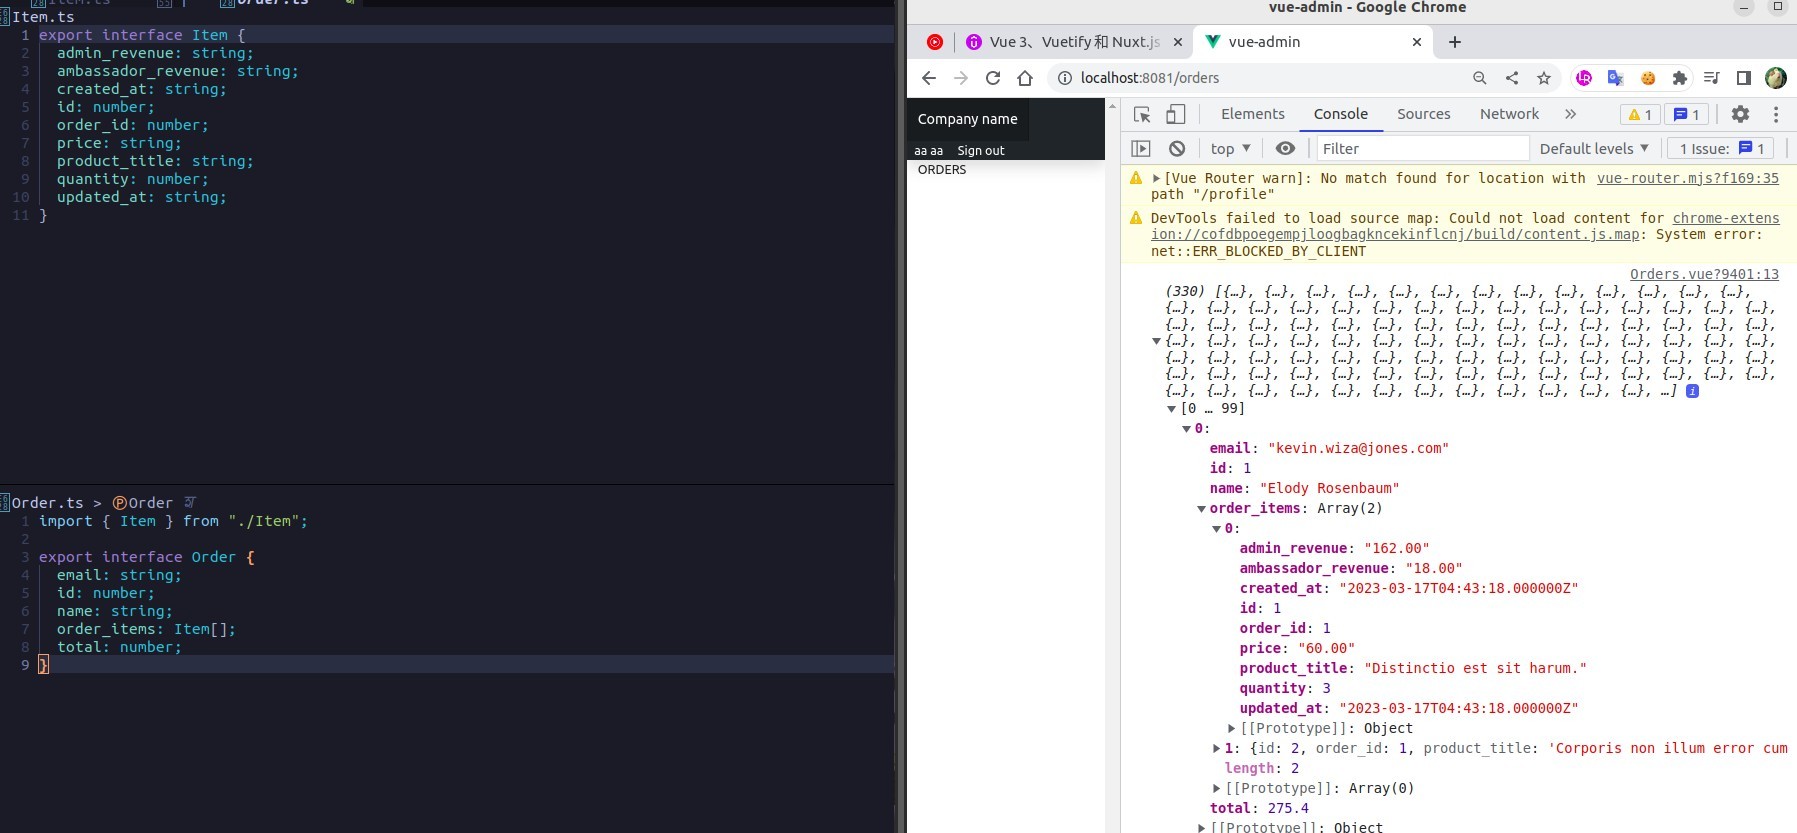 Item.ts
Order.ts
Item.ts
1 export interface Item {
2 admin_revenue: string;
3 ambassador_revenue: string;
4 created_at: string;
5 id: number;
6 order_id: number;
7 price: string;
8 product_title: string;
9 quantity: number;
10 updated_at: string;
11 }
Order.ts > Order
1 import { Item } from "./Item";
2
3 export interface Order {
4 email: string;
5 id: number;
6 name: string;
7 order_items: Item[];
8 total: number;
9 }
vue-admin - Google Chrome
Vue 3、Vuetify 和 Nuxt.js
vue-admin
localhost:8081/orders
Company name
aa aa Sign out
ORDERS
Elements Console Sources Network 1 1
top Filter Default levels 1 Issue: 1
[Vue Router warn]: No match found for location with vue-router.mjs?f169:35
path "/profile"
DevTools failed to load source map: Could not load content for chrome-extens
ion://cofdbpoegempjloogbagkncekinflcnj/build/content.js.map: System error:
net::ERR_BLOCKED_BY_CLIENT
Orders.vue?9401:13
(330) [{…}, {…}, {…}, {…}, {…}, {…}, {…}, {…}, {…}, {…}, {…}, {…}, {…},
{…}, {…}, {…}, {…}, {…}, {…}, {…}, {…}, {…}, {…}, {…}, {…}, {…}, {…}, {…},
{…}, {…}, {…}, {…}, {…}, {…}, {…}, {…}, {…}, {…}, {…}, {…}, {…}, {…}, {…},
{…}, {…}, {…}, {…}, {…}, {…}, {…}, {…}, {…}, {…}, {…}, {…}, {…}, {…}, {…},
{…}, {…}, {…}, {…}, {…}, {…}, {…}, {…}, {…}, {…}, {…}, {…}, {…}, {…}, {…},
{…}, {…}, {…}, {…}, {…}, {…}, {…}, {…}, {…}, {…}, {…}, {…}, {…}, {…}, {…},
{…}, {…}, {…}, {…}, {…}, {…}, {…}, {…}, {…}, {…}, {…}, {…}, …] i
[0 … 99]
0:
email: "kevin.wiza@jones.com"
id: 1
name: "Elody Rosenbaum"
order_items: Array(2)
0:
admin_revenue: "162.00"
ambassador_revenue: "18.00"
created_at: "2023-03-17T04:43:18.000000Z"
id: 1
order_id: 1
price: "60.00"
product_title: "Distinctio est sit harum."
quantity: 3
updated_at: "2023-03-17T04:43:18.000000Z"
[[Prototype]]: Object
1: {id: 2, order_id: 1, product_title: 'Corporis non illum error cum
length: 2
[[Prototype]]: Array(0)
total: 275.4
[[Prototype]]: Object